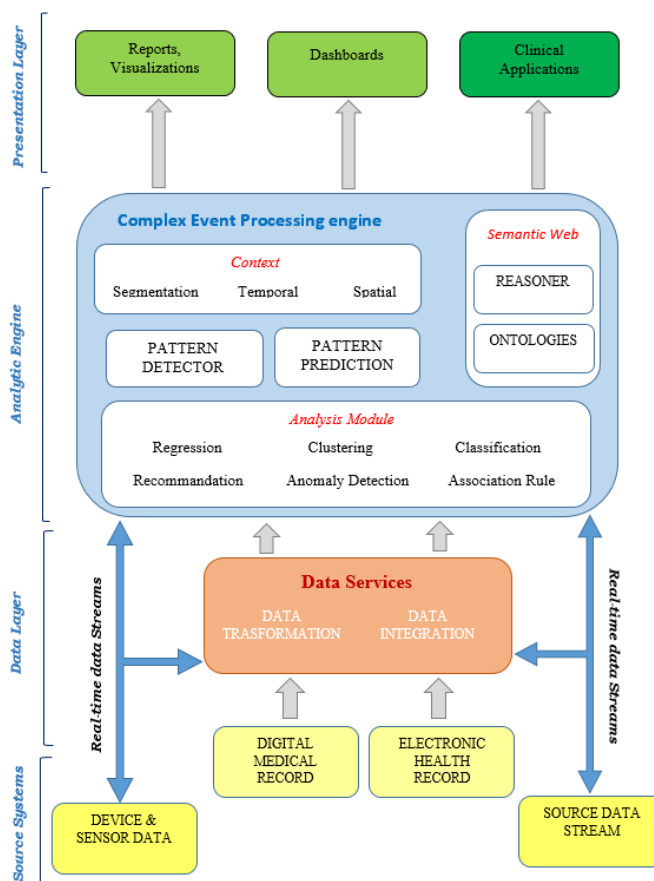 Presentation Layer
Reports,
Visualizations
Dashboards
Clinical
Applications
Analytic Engine
Complex Event Processing engine
Context
Segmentation Temporal Spatial
Semantic Web
REASONER
ONTOLOGIES
PATTERN
DETECTOR
PATTERN
PREDICTION
Analysis Module
Regression Clustering Classification
Recommandation Anomaly Detection Association Rule
Data Layer
Real-time data Streams
Data Services
DATA
TRASFORMATION
DATA
INTEGRATION
Real-time data Streams
DIGITAL
MEDICAL
RECORD
ELECTRONIC
HEALTH
RECORD
Source Systems
DEVICE &
SENSOR DATA
SOURCE DATA
STREAM